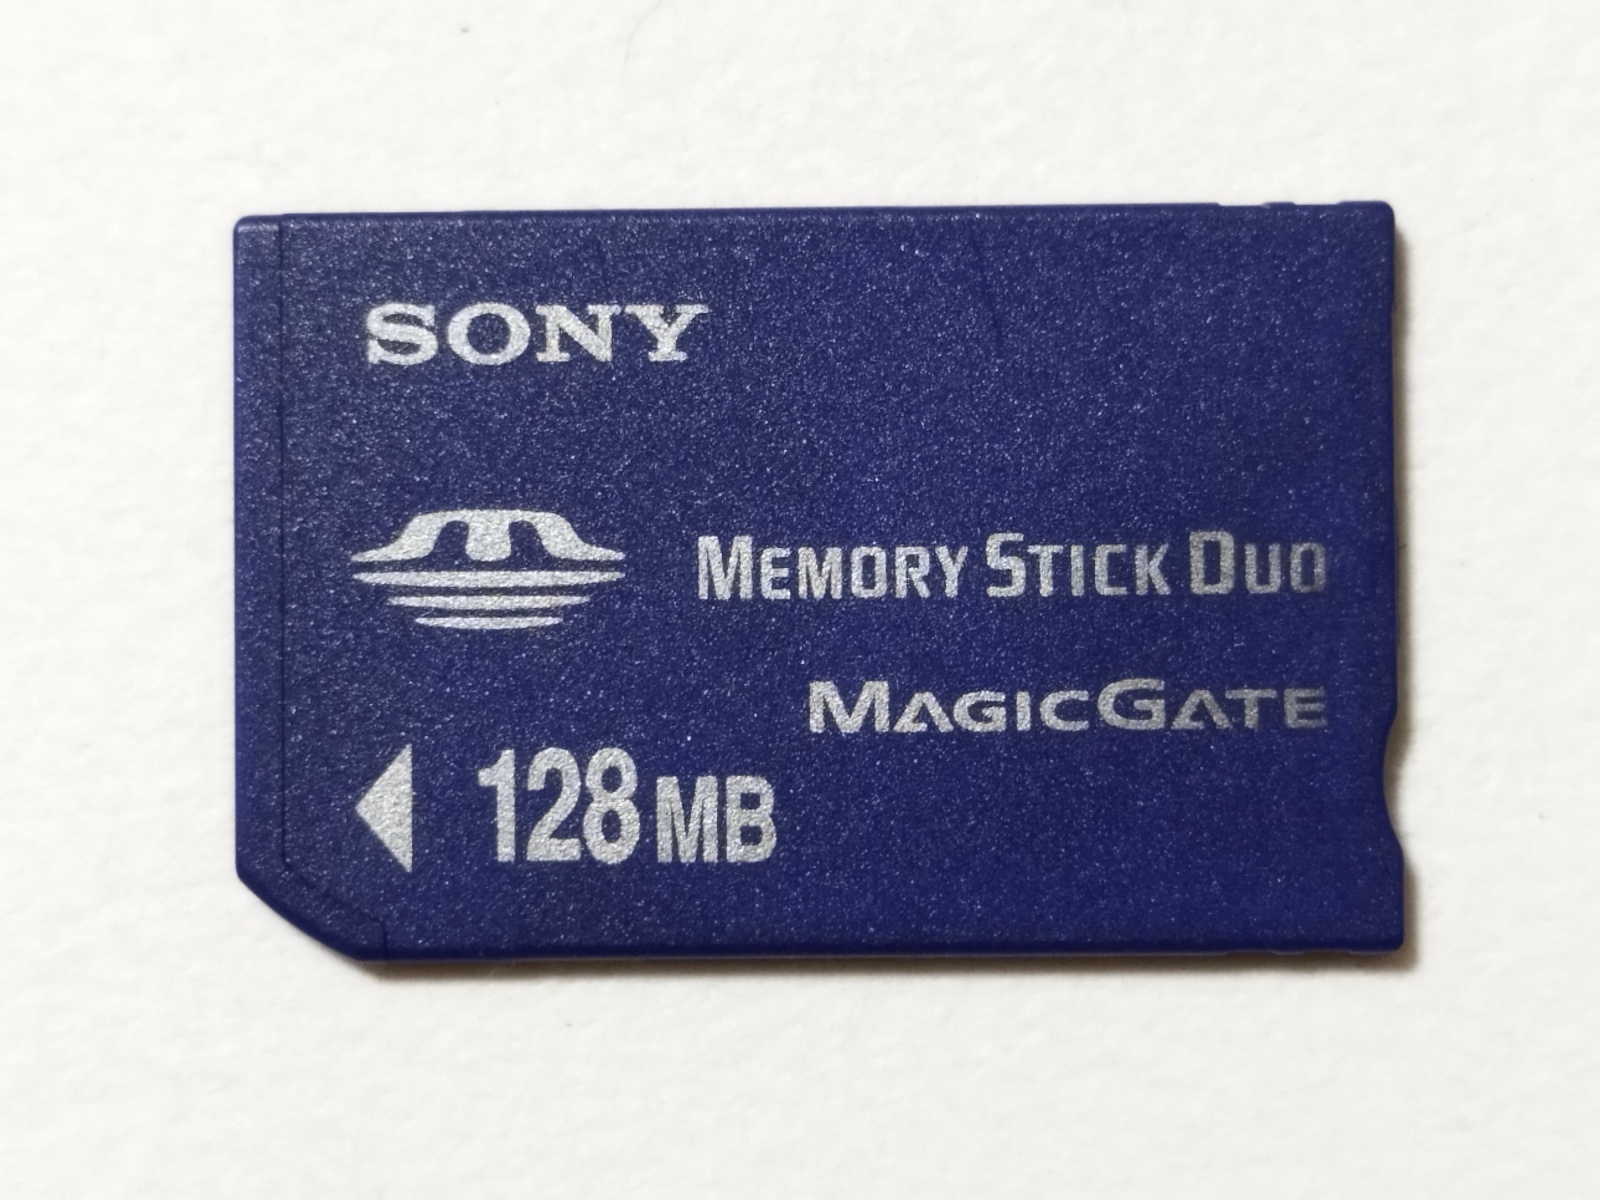 SONY
MEMORY STICK DUO
MAGICGATE
128 MB